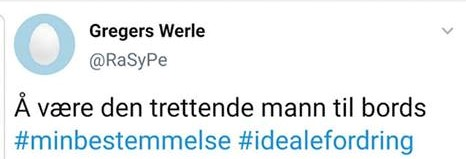 Gregers Werle
@RaSyPe
Å være den trettende mann til bords
#minbestemmelse #idealefordring